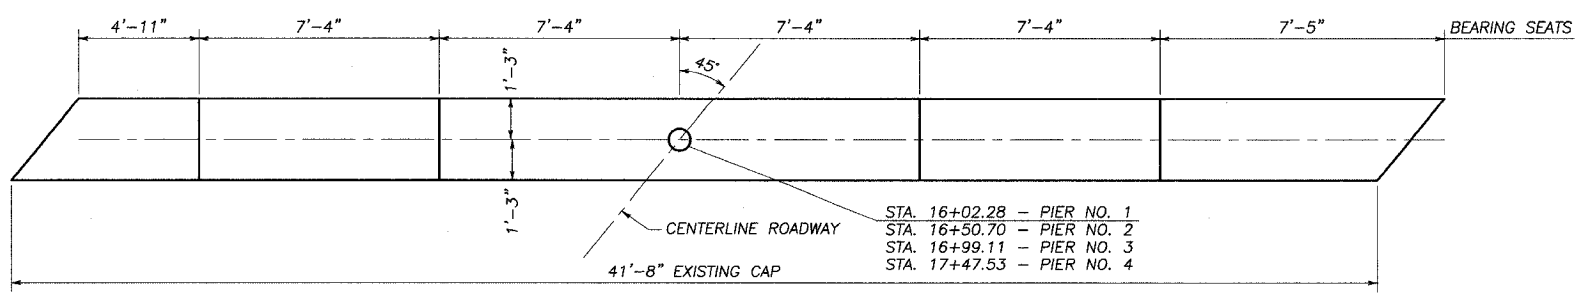 4'-11" 7'-4" 7'-4" 7'-4" 7'-4" 7'-5" BEARING SEATS
1'-3" 45°
1'-3"
CENTERLINE ROADWAY
STA. 16+02.28 - PIER NO. 1
STA. 16+50.70 - PIER NO. 2
STA. 16+99.11 - PIER NO. 3
STA. 17+47.53 - PIER NO. 4
41'-8" EXISTING CAP